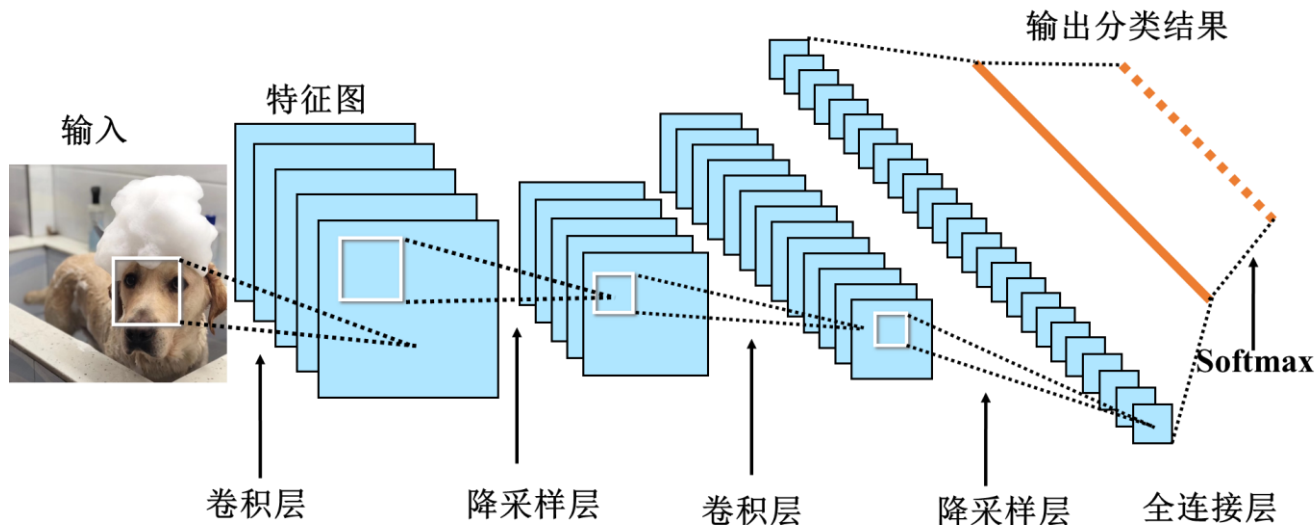 输出分类结果
特征图
输入
Softmax
卷积层
降采样层
卷积层
降采样层
全连接层